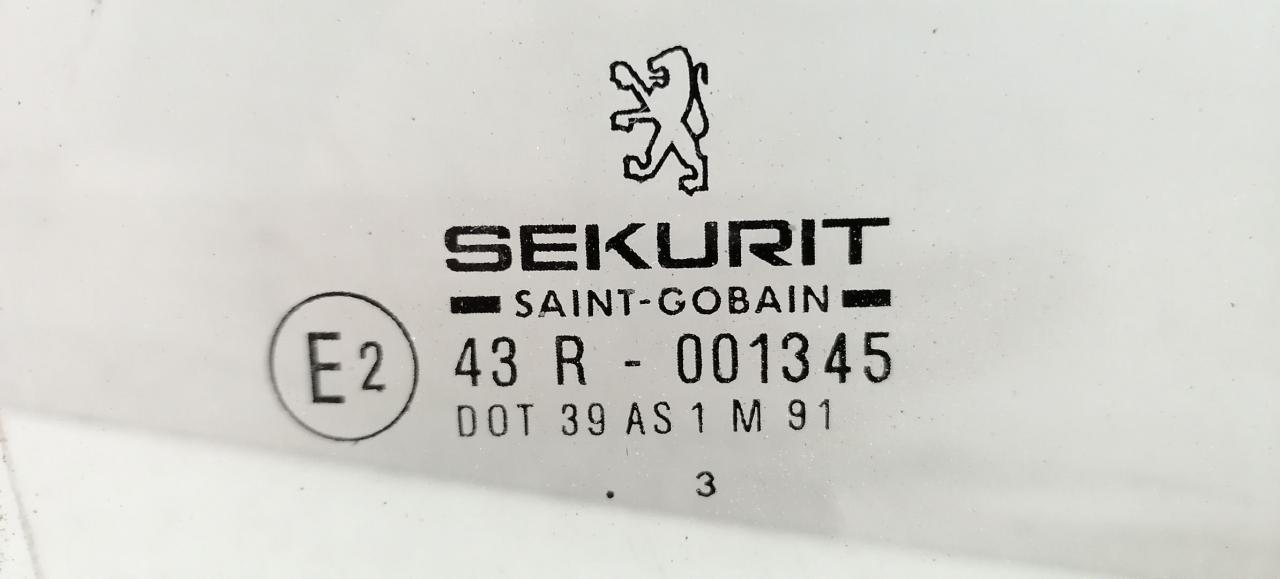 SEKURIT
SAINT-GOBAIN
E2 43 R - 001345
DOT 39 AS 1 M 91
. 3